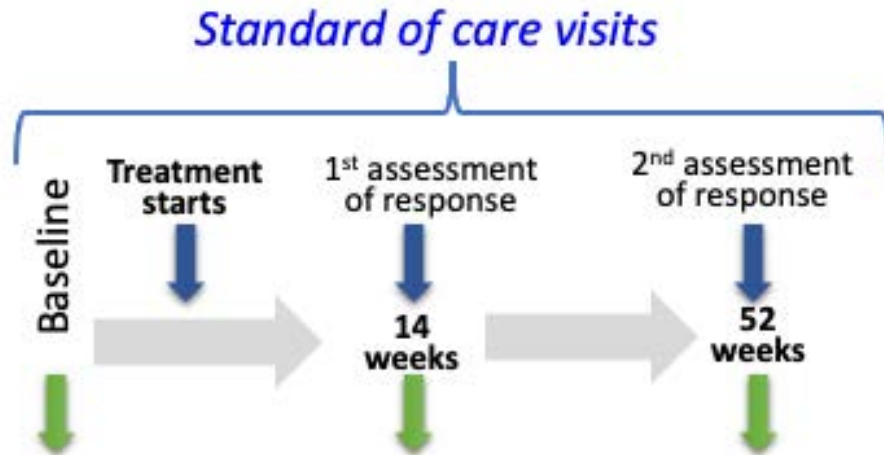 Standard of care visits
Baseline
Treatment
starts
1st assessment
of response
2nd assessment
of response
14
weeks
52
weeks